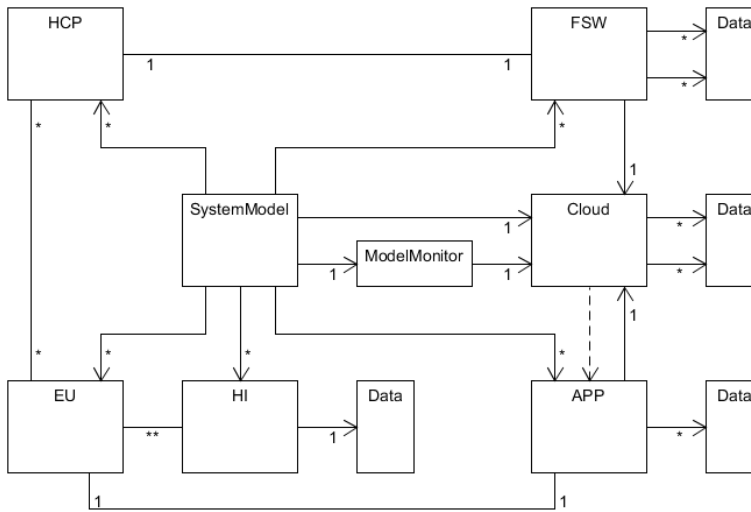 HCP
FSW
Data
1
1
*
*
*
*
*
1
SystemModel
Cloud
Data
ModelMonitor
1
*
1
1
*
1
*
*
*
*
*
EU
HI
Data
APP
Data
**
1
*
1
1